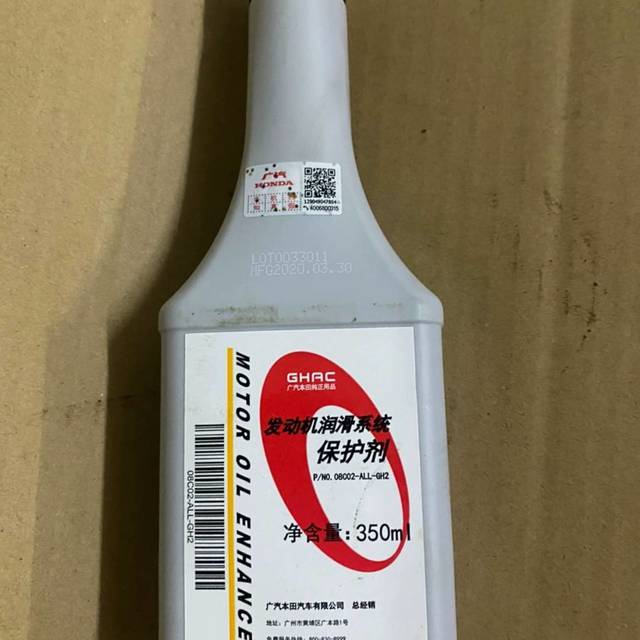 广汽
HONDA
LOT0033011
MFG2020.03.30
GHAC
广汽本田纯正用品
发动机润滑系统
保护剂
P/NO.08C02-ALL-GH2
净含量:350ml
MOTOR OIL ENHANCE
08C02-ALL-GH2
广汽本田汽车有限公司 总经销
地址:广州市黄埔区广本路1号